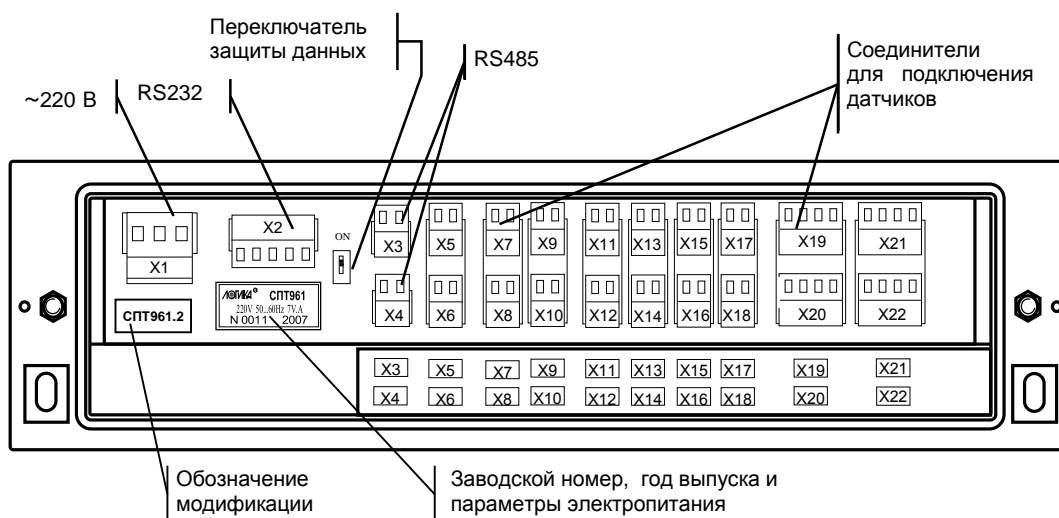 Переключатель
защиты данных
RS485
Соединители
для подключения
датчиков
~220 В
RS232
ON
X1
X2
X3 X5 X7 X9 X11 X13 X15 X17 X19 X21
X4 X6 X8 X10 X12 X14 X16 X18 X20 X22
СПТ961.2
ЛОГИКА® СПТ961
220V 50..60Hz 7V.A
N 0011 2007
X3 X5 X7 X9 X11 X13 X15 X17 X19 X21
X4 X6 X8 X10 X12 X14 X16 X18 X20 X22
Обозначение
модификации
Заводской номер, год выпуска и
параметры электропитания